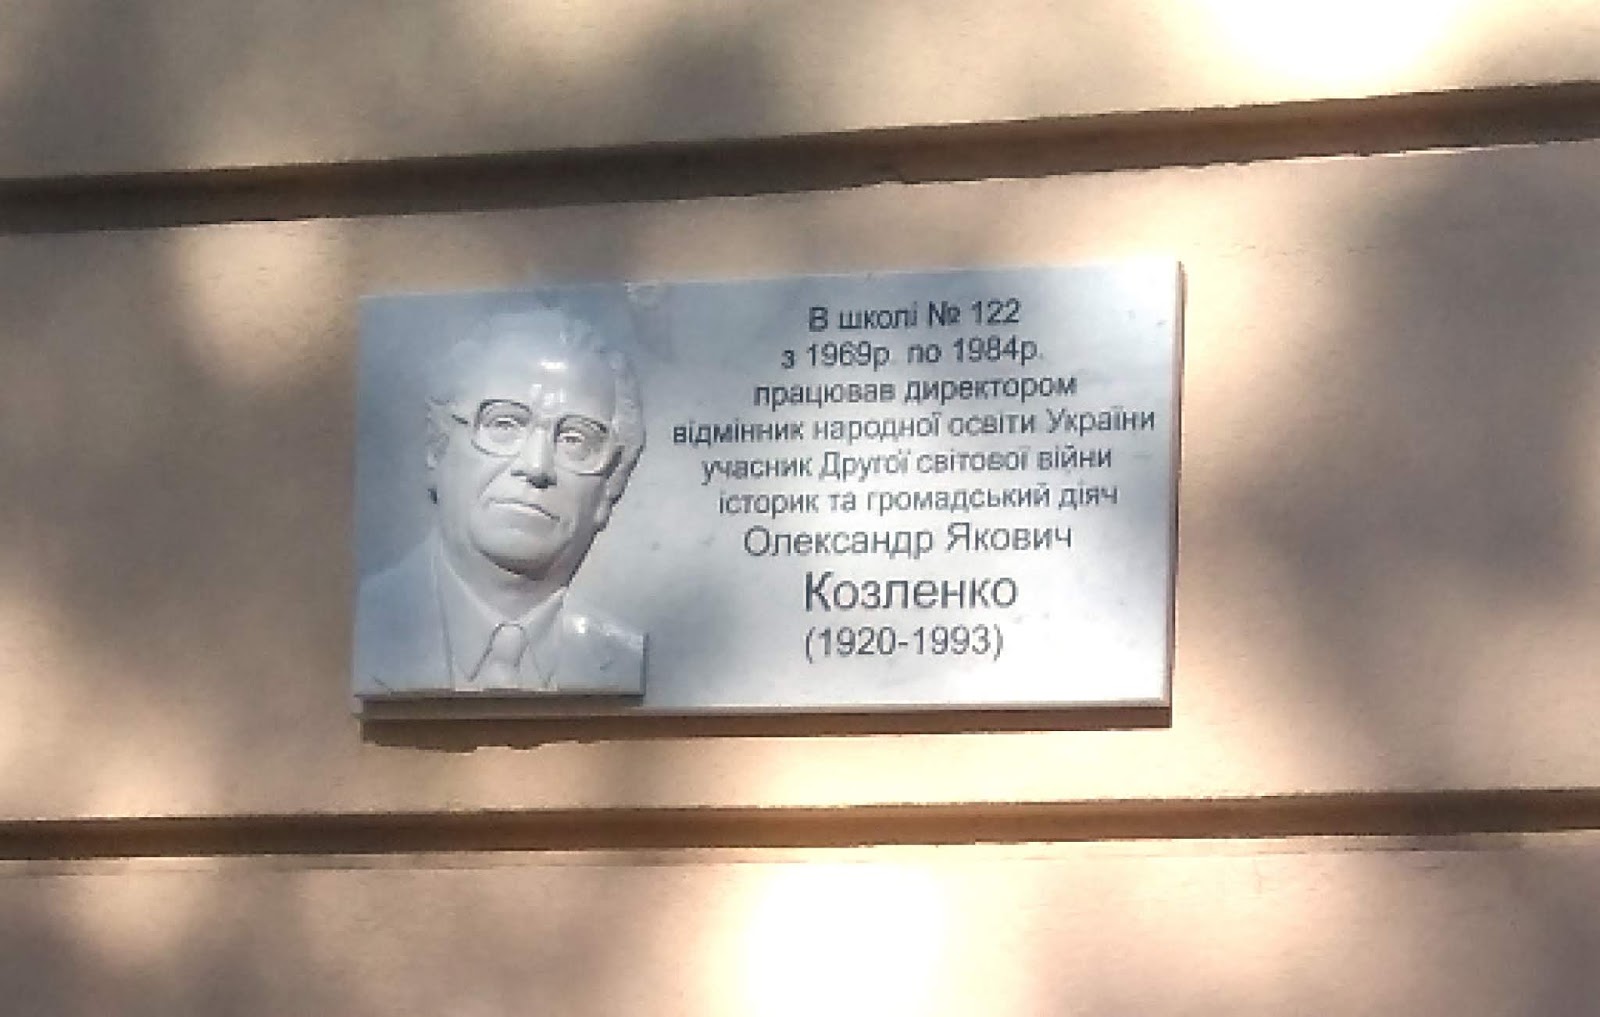 В школі № 122
з 1969р. по 1984р.
працював директором
відмінник народної освіти України
учасник Другої світової війни
історик та громадський діяч
Олександр Якович
Козленко
(1920-1993)